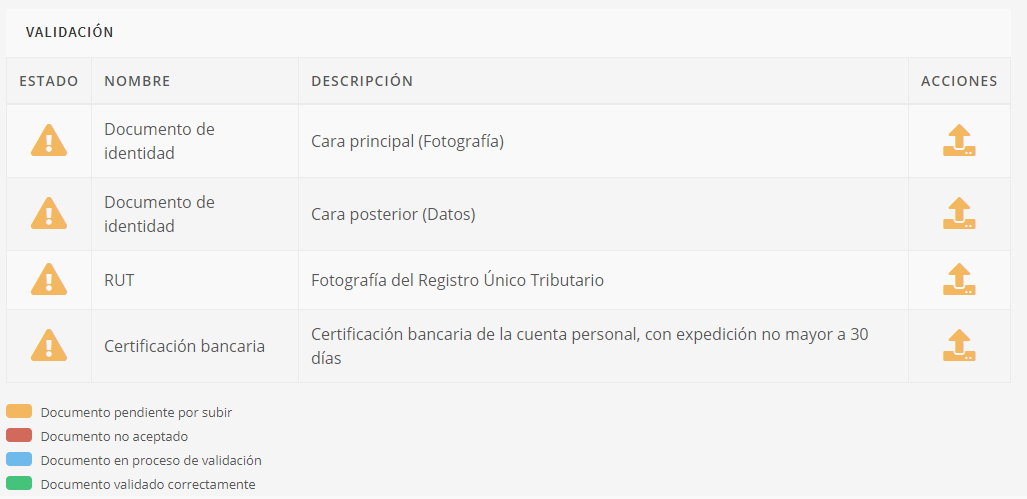 VALIDACIÓN
ESTADO NOMBRE DESCRIPCIÓN ACCIONES
Documento de
identidad
Cara principal (Fotografía)
Documento de
identidad
Cara posterior (Datos)
RUT
Fotografía del Registro Único Tributario
Certificación bancaria
Certificación bancaria de la cuenta personal, con expedición no mayor a 30
días
Documento pendiente por subir
Documento no aceptado
Documento en proceso de validación
Documento validado correctamente